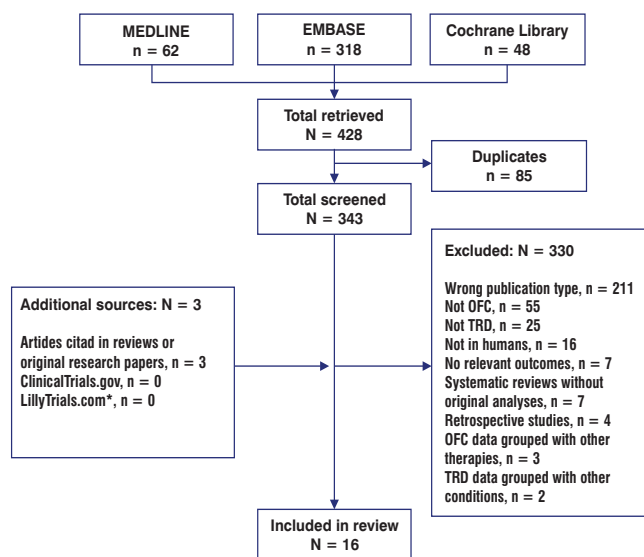 MEDLINE
n = 62
EMBASE
n = 318
Cochrane Library
n = 48
Total retrieved
N = 428
Duplicates
n = 85
Total screened
N = 343
Additional sources: N = 3
Artides cited in reviews or
original research papers, n = 3
ClinicalTrials.gov, n = 0
LillyTrials.com*, n = 0
Excluded: N = 330
Wrong publication type, n = 211
Not OFC, n = 55
Not TRD, n = 25
Not in humans, n = 16
No relevant outcomes, n = 7
Systematic reviews without
original analyses, n = 7
Retrospective studies, n = 4
OFC data grouped with other
therapies, n = 3
TRD data grouped with other
conditions, n = 2
Included in review
N = 16